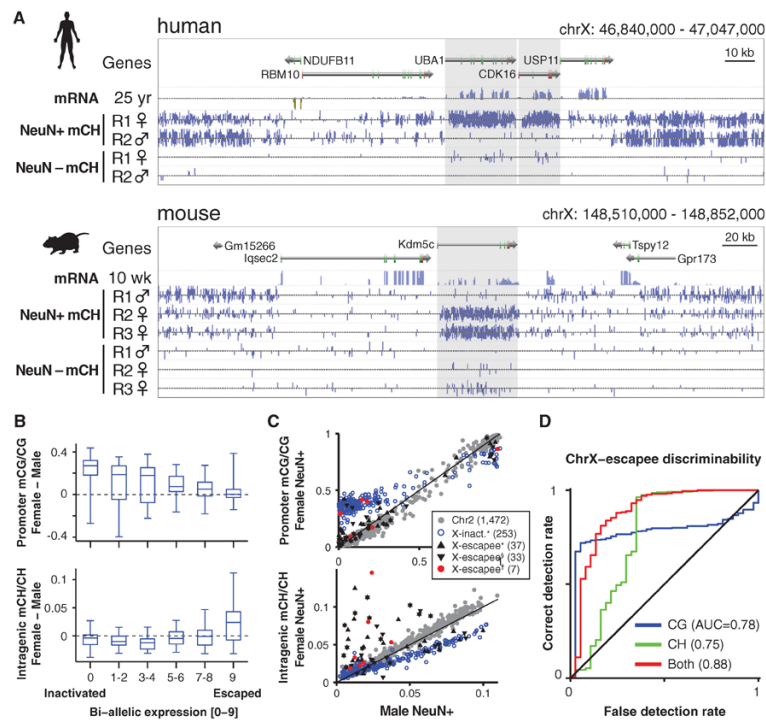 A
human
chrX: 46,840,000 - 47,047,000
Genes
NDUFB11
UBA1
USP11
10 kb
RBM10
CDK16
mRNA 25 yr
NeuN+ mCH R1 ♀
R2 ♂
NeuN– mCH R1 ♀
R2 ♂
mouse
chrX: 148,510,000 - 148,852,000
Genes
Gm15266
Kdm5c
Tspy12
20 kb
Iqsec2
Gpr173
mRNA 10 wk
R1 ♂
NeuN+ mCH R2 ♀
R3 ♀
R1 ♂
NeuN– mCH R2 ♀
R3 ♀
B
Promoter mCG/CG
Female – Male
0.4
0
-0.4
Intragenic mCH/CH
Female – Male
0.1
0.05
0
0 1-2 3-4 5-6 7-8 9
Inactivated Escaped
Bi–allelic expression [0–9]
C
Promoter mCG/CG
Female NeuN+
1
0.5
0
0 0.5
Chr2 (1,472)
X-inact.* (253)
X-escapee* (37)
X-escapee§ (33)
X-escapee† (7)
Intragenic mCH/CH
Female NeuN+
0.1
0.05
0
0 0.05 0.1
Male NeuN+
D
ChrX–escapee discriminability
Correct detection rate
1
CG (AUC=0.78)
CH (0.75)
Both (0.88)
0 1
False detection rate